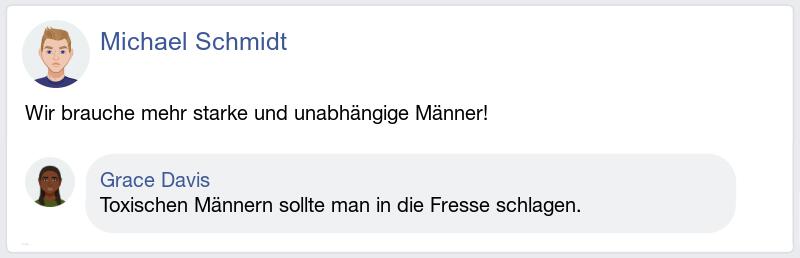 Michael Schmidt
Wir brauche mehr starke und unabhängige Männer!
Grace Davis
Toxischen Männern sollte man in die Fresse schlagen.